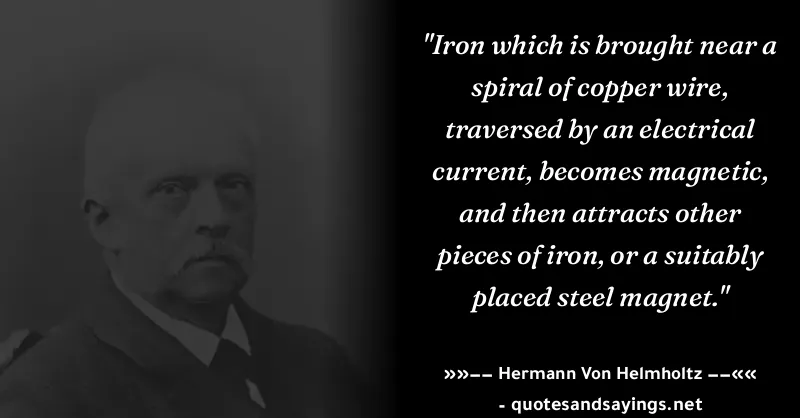 "Iron which is brought near a
spiral of copper wire,
traversed by an electrical
current, becomes magnetic,
and then attracts other
pieces of iron, or a suitably
placed steel magnet."
»»−− Hermann Von Helmholtz −−««
- quotesandsayings.net